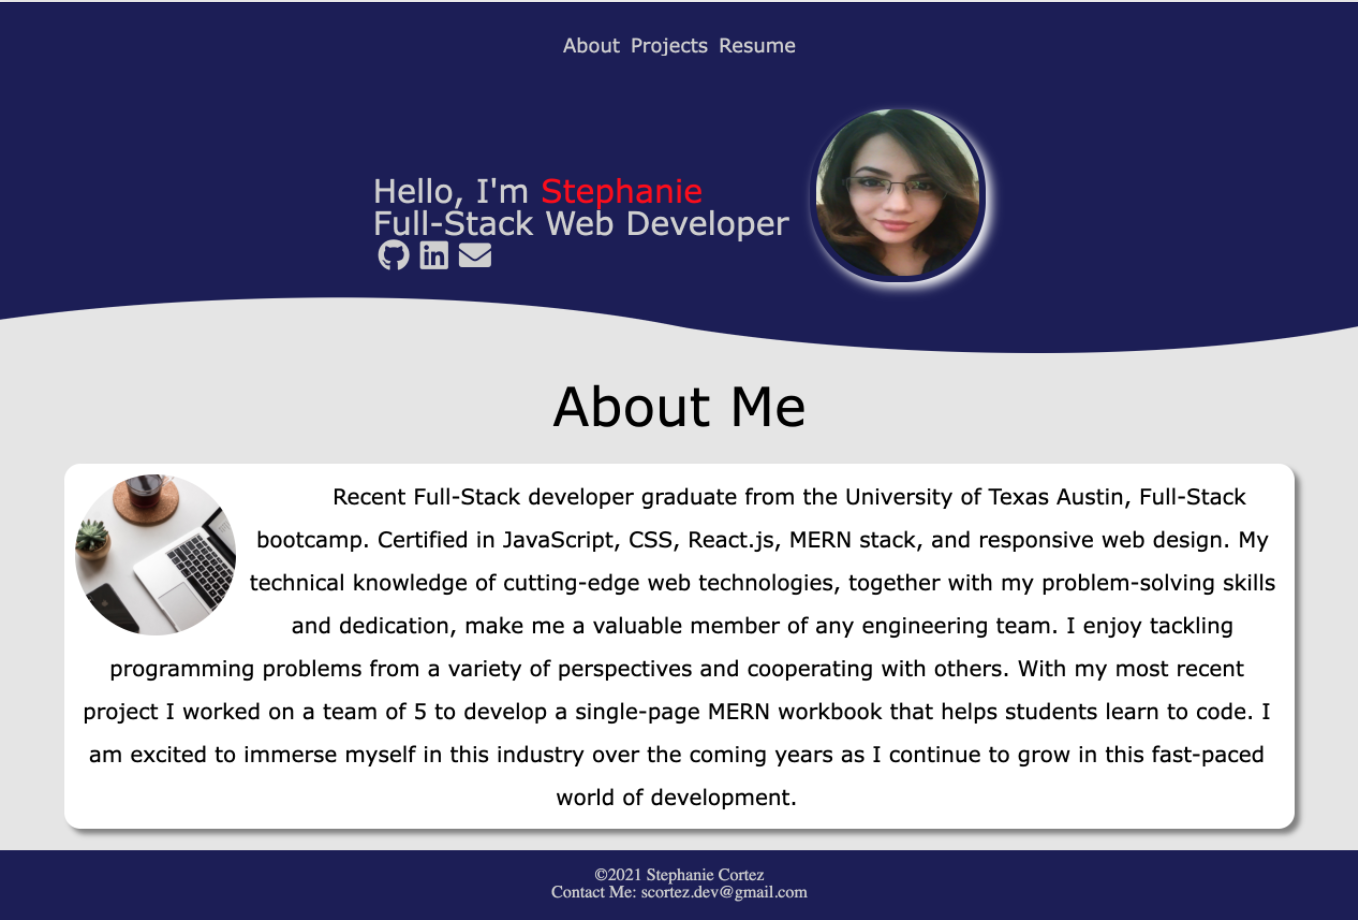 About Projects Resume
Hello, I'm Stephanie
Full-Stack Web Developer
About Me
Recent Full-Stack developer graduate from the University of Texas Austin, Full-Stack
bootcamp. Certified in JavaScript, CSS, React.js, MERN stack, and responsive web design. My
technical knowledge of cutting-edge web technologies, together with my problem-solving skills
and dedication, make me a valuable member of any engineering team. I enjoy tackling
programming problems from a variety of perspectives and cooperating with others. With my most recent
project I worked on a team of 5 to develop a single-page MERN workbook that helps students learn to code. I
am excited to immerse myself in this industry over the coming years as I continue to grow in this fast-paced
world of development.
©2021 Stephanie Cortez
Contact Me: scortez.dev@gmail.com